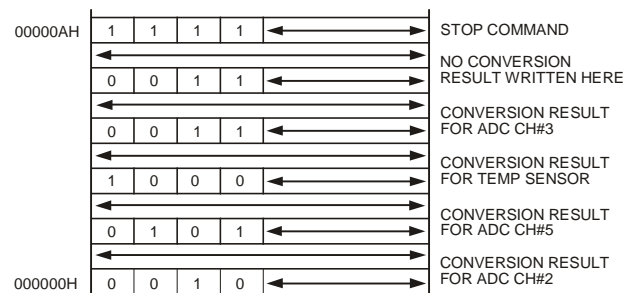 00000AH 1 1 1 1 STOP COMMAND
NO CONVERSION
0 0 1 1 RESULT WRITTEN HERE
CONVERSION RESULT
0 0 1 1 FOR ADC CH#3
CONVERSION RESULT
1 0 0 0 FOR TEMP SENSOR
CONVERSION RESULT
0 1 0 1 FOR ADC CH#5
CONVERSION RESULT
000000H 0 0 1 0 FOR ADC CH#2